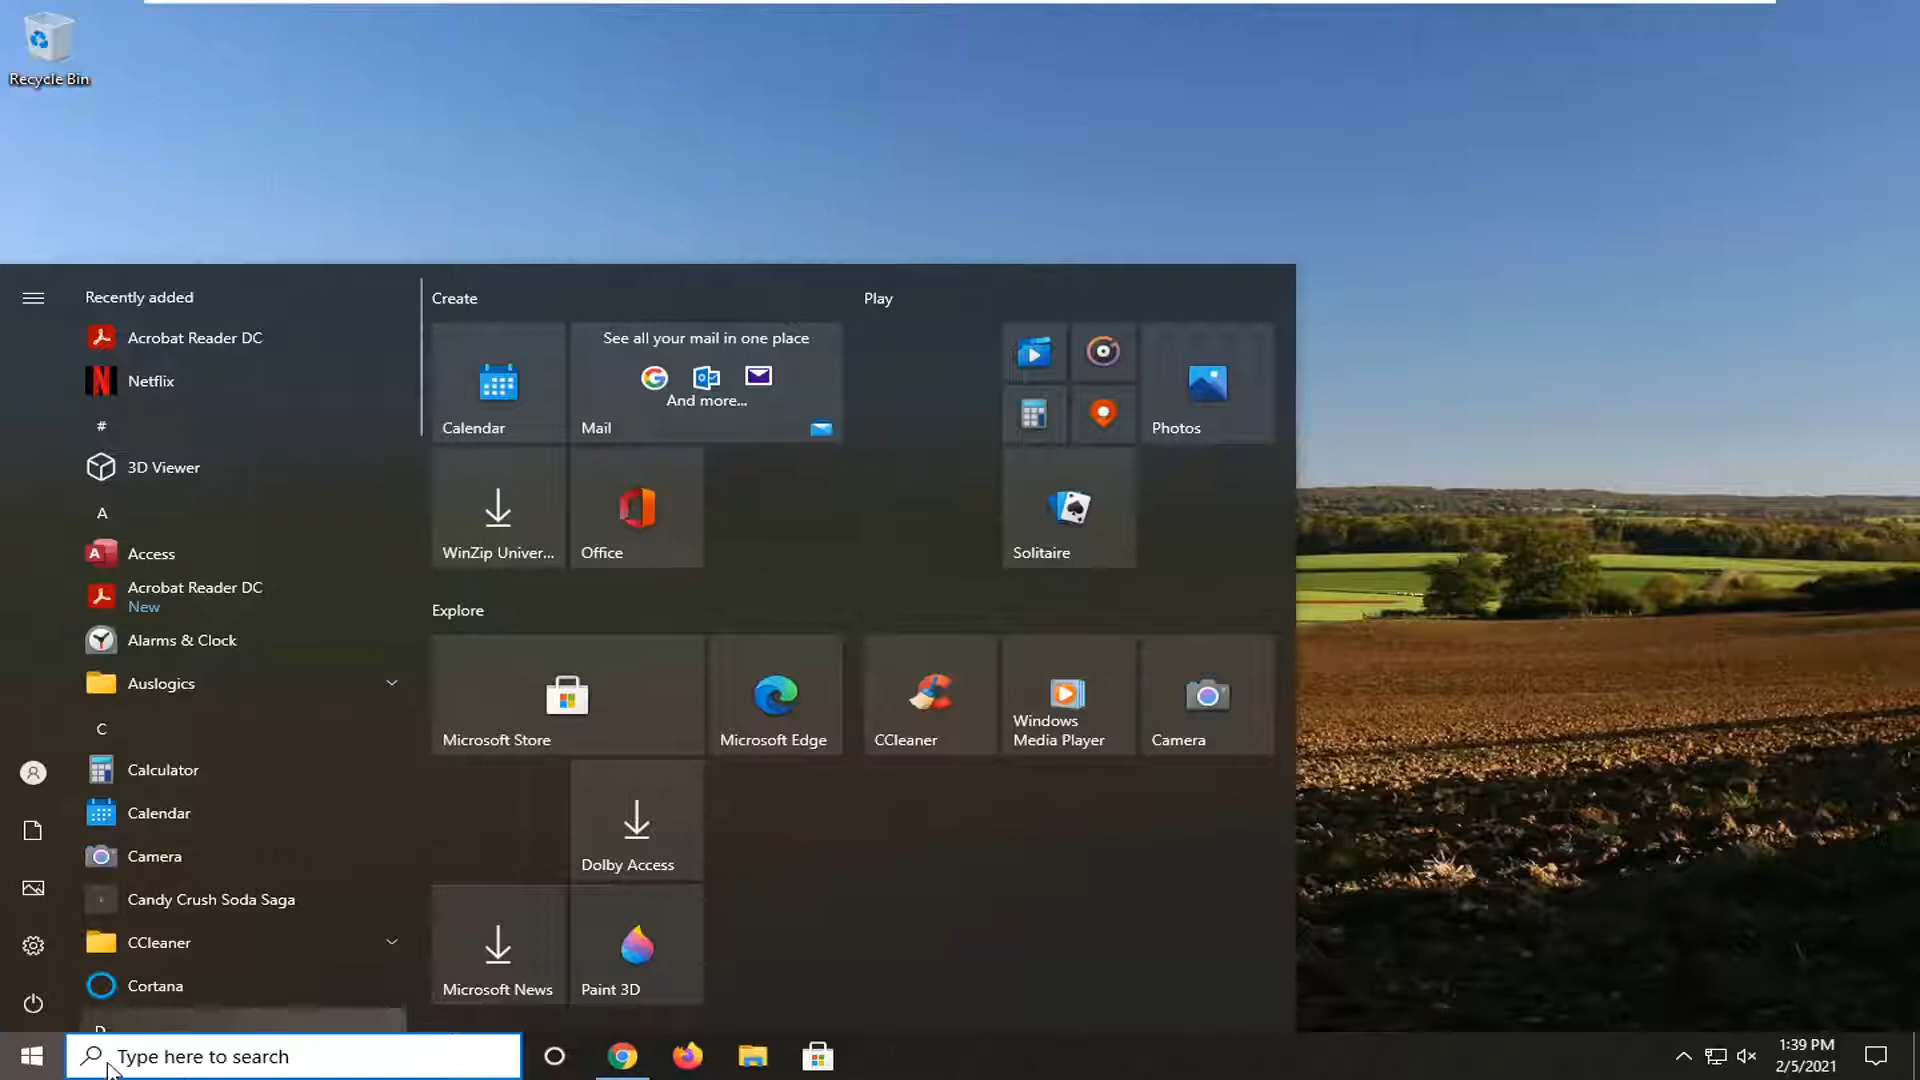 Recycle Bin
Recently added
Acrobat Reader DC
Netflix
#
3D Viewer
A
Access
Acrobat Reader DC
New
Alarms & Clock
Auslogics
C
Calculator
Calendar
Camera
Candy Crush Soda Saga
CCleaner
Cortana
D
Create
Calendar
See all your mail in one place
And more...
Mail
WinZip Univer...
Office
Play
Photos
Solitaire
Explore
Microsoft Store
Microsoft Edge
CCleaner
Windows
Media Player
Camera
Dolby Access
Microsoft News
Paint 3D
Type here to search
1:39 PM
2/5/2021